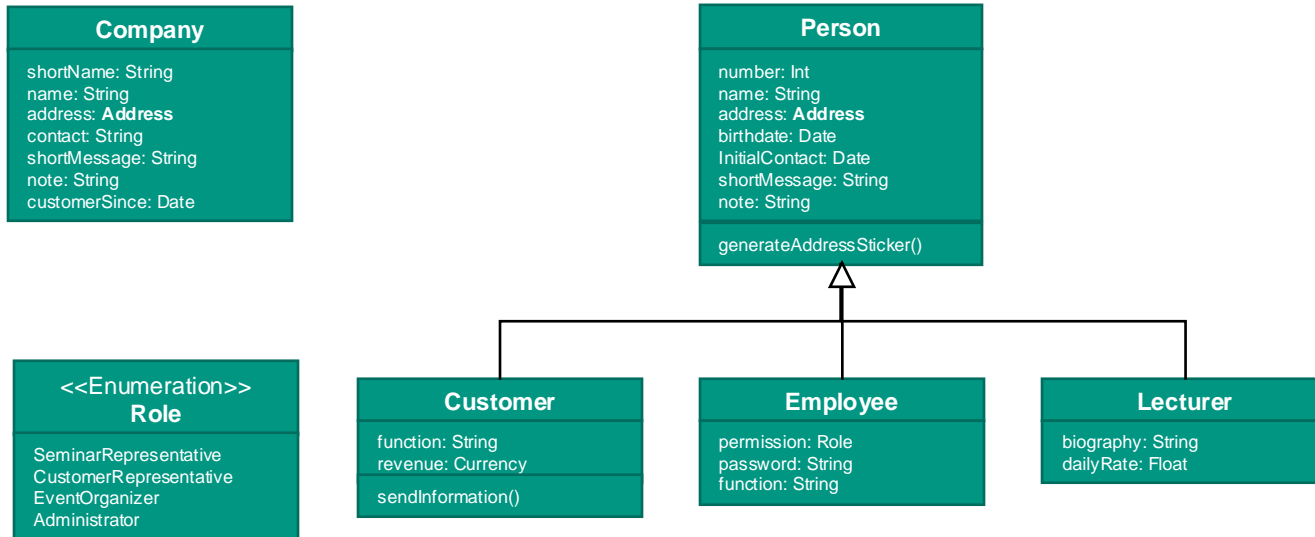 Company
shortName: String
name: String
address: Address
contact: String
shortMessage: String
note: String
customerSince: Date
Person
number: Int
name: String
address: Address
birthdate: Date
InitialContact: Date
shortMessage: String
note: String
generateAddressSticker()
<<Enumeration>>
Role
SeminarRepresentative
CustomerRepresentative
EventOrganizer
Administrator
Customer
function: String
revenue: Currency
sendInformation()
Employee
permission: Role
password: String
function: String
Lecturer
biography: String
dailyRate: Float